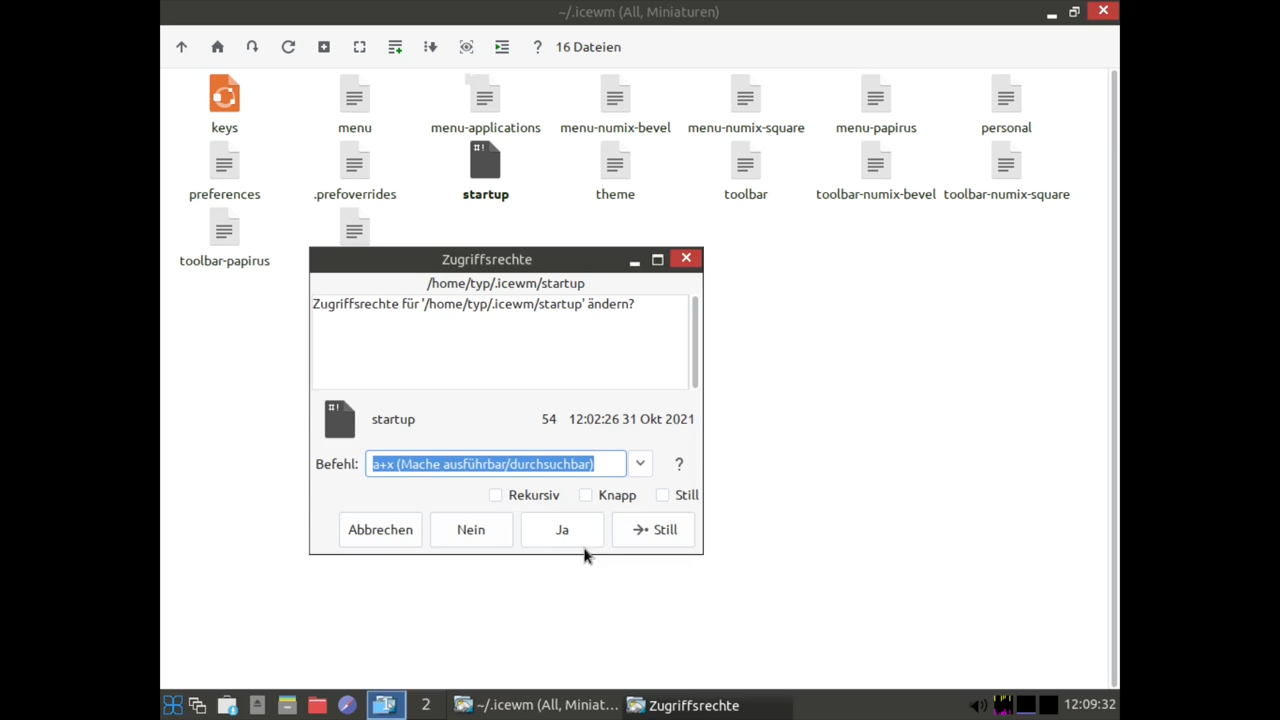 ~/.icewm (All, Miniaturen)
? 16 Dateien
keys menu menu-applications menu-numix-bevel menu-numix-square menu-papirus personal
#!
preferences .prefoverrides startup theme toolbar toolbar-numix-bevel toolbar-numix-square
toolbar-papirus
Zugriffsrechte
/home/typ/.icewm/startup
Zugriffsrechte für '/home/typ/.icewm/startup' ändern?
#!
startup 54 12:02:26 31 Okt 2021
Befehl: a+x (Mache ausführbar/durchsuchbar) ?
Rekursiv Knapp Still
Abbrechen Nein Ja Still
1 2 ~/.icewm (All, Miniat... Zugriffsrechte 12:09:32